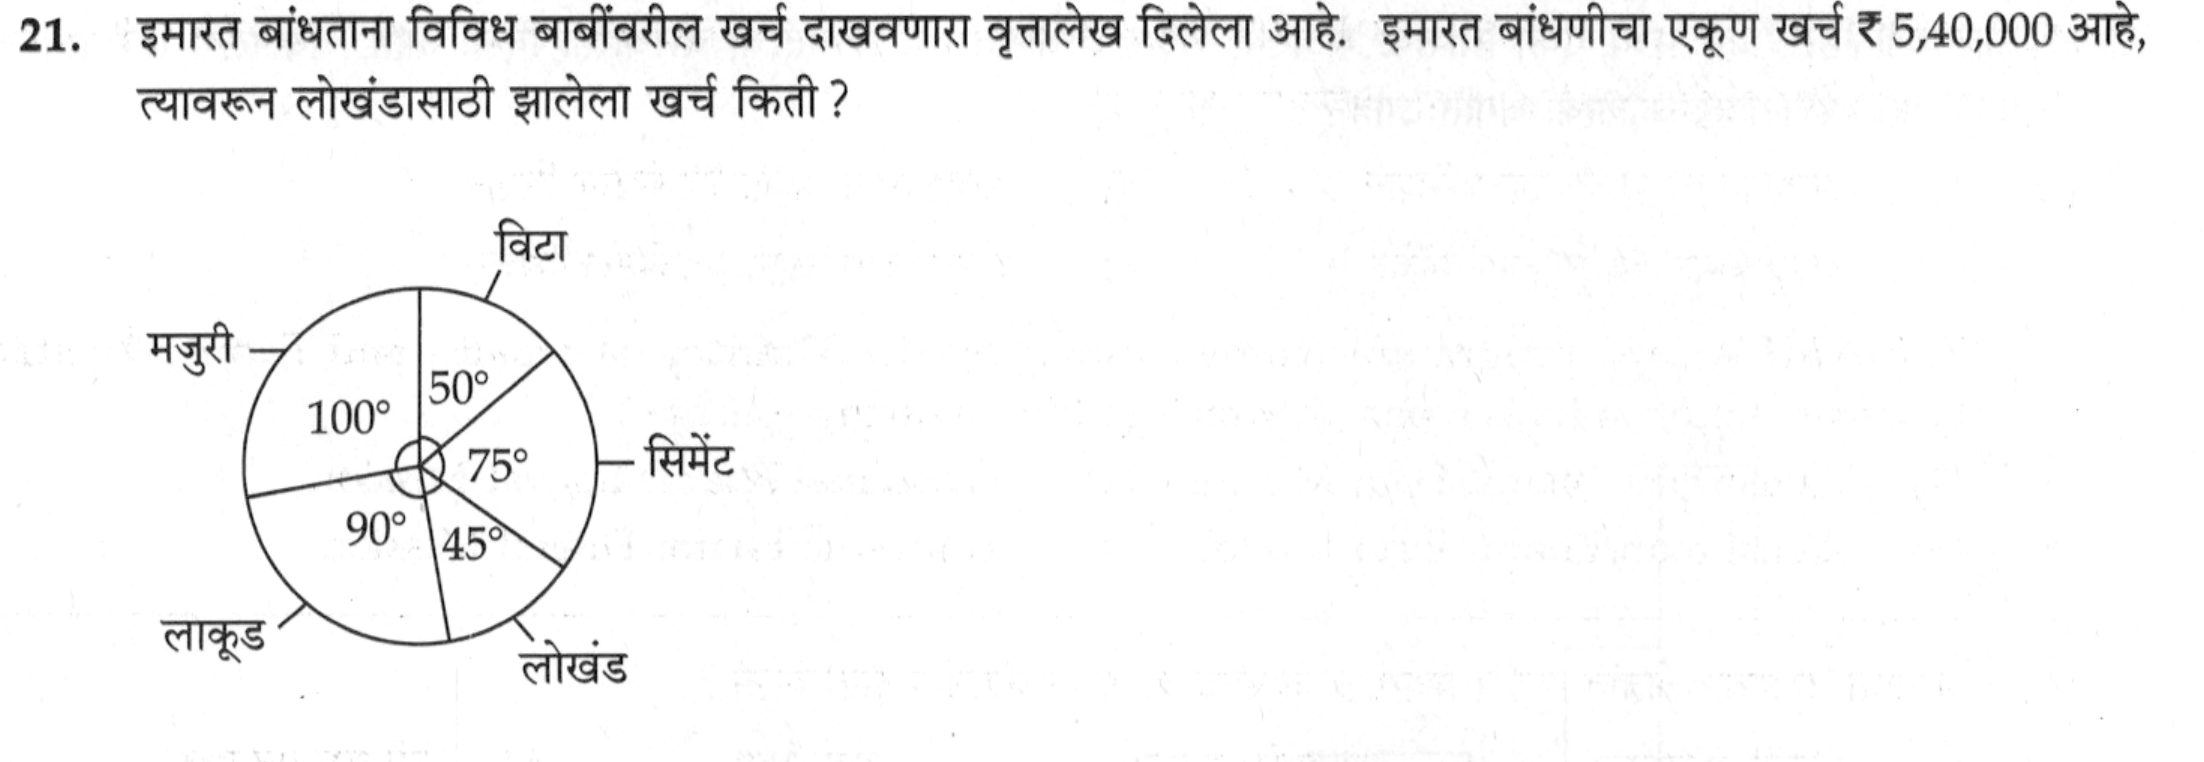 21. इमारत बांधताना विविध बाबींवरील खर्च दाखवणारा वृत्तालेख दिलेला आहे. इमारत बांधणीचा एकूण खर्च ₹ 5,40,000 आहे,
त्यावरून लोखंडासाठी झालेला खर्च किती ?
विटा
मजुरी
50°
100°
75°
सिमेंट
90°
45°
लाकूड
लोखंड